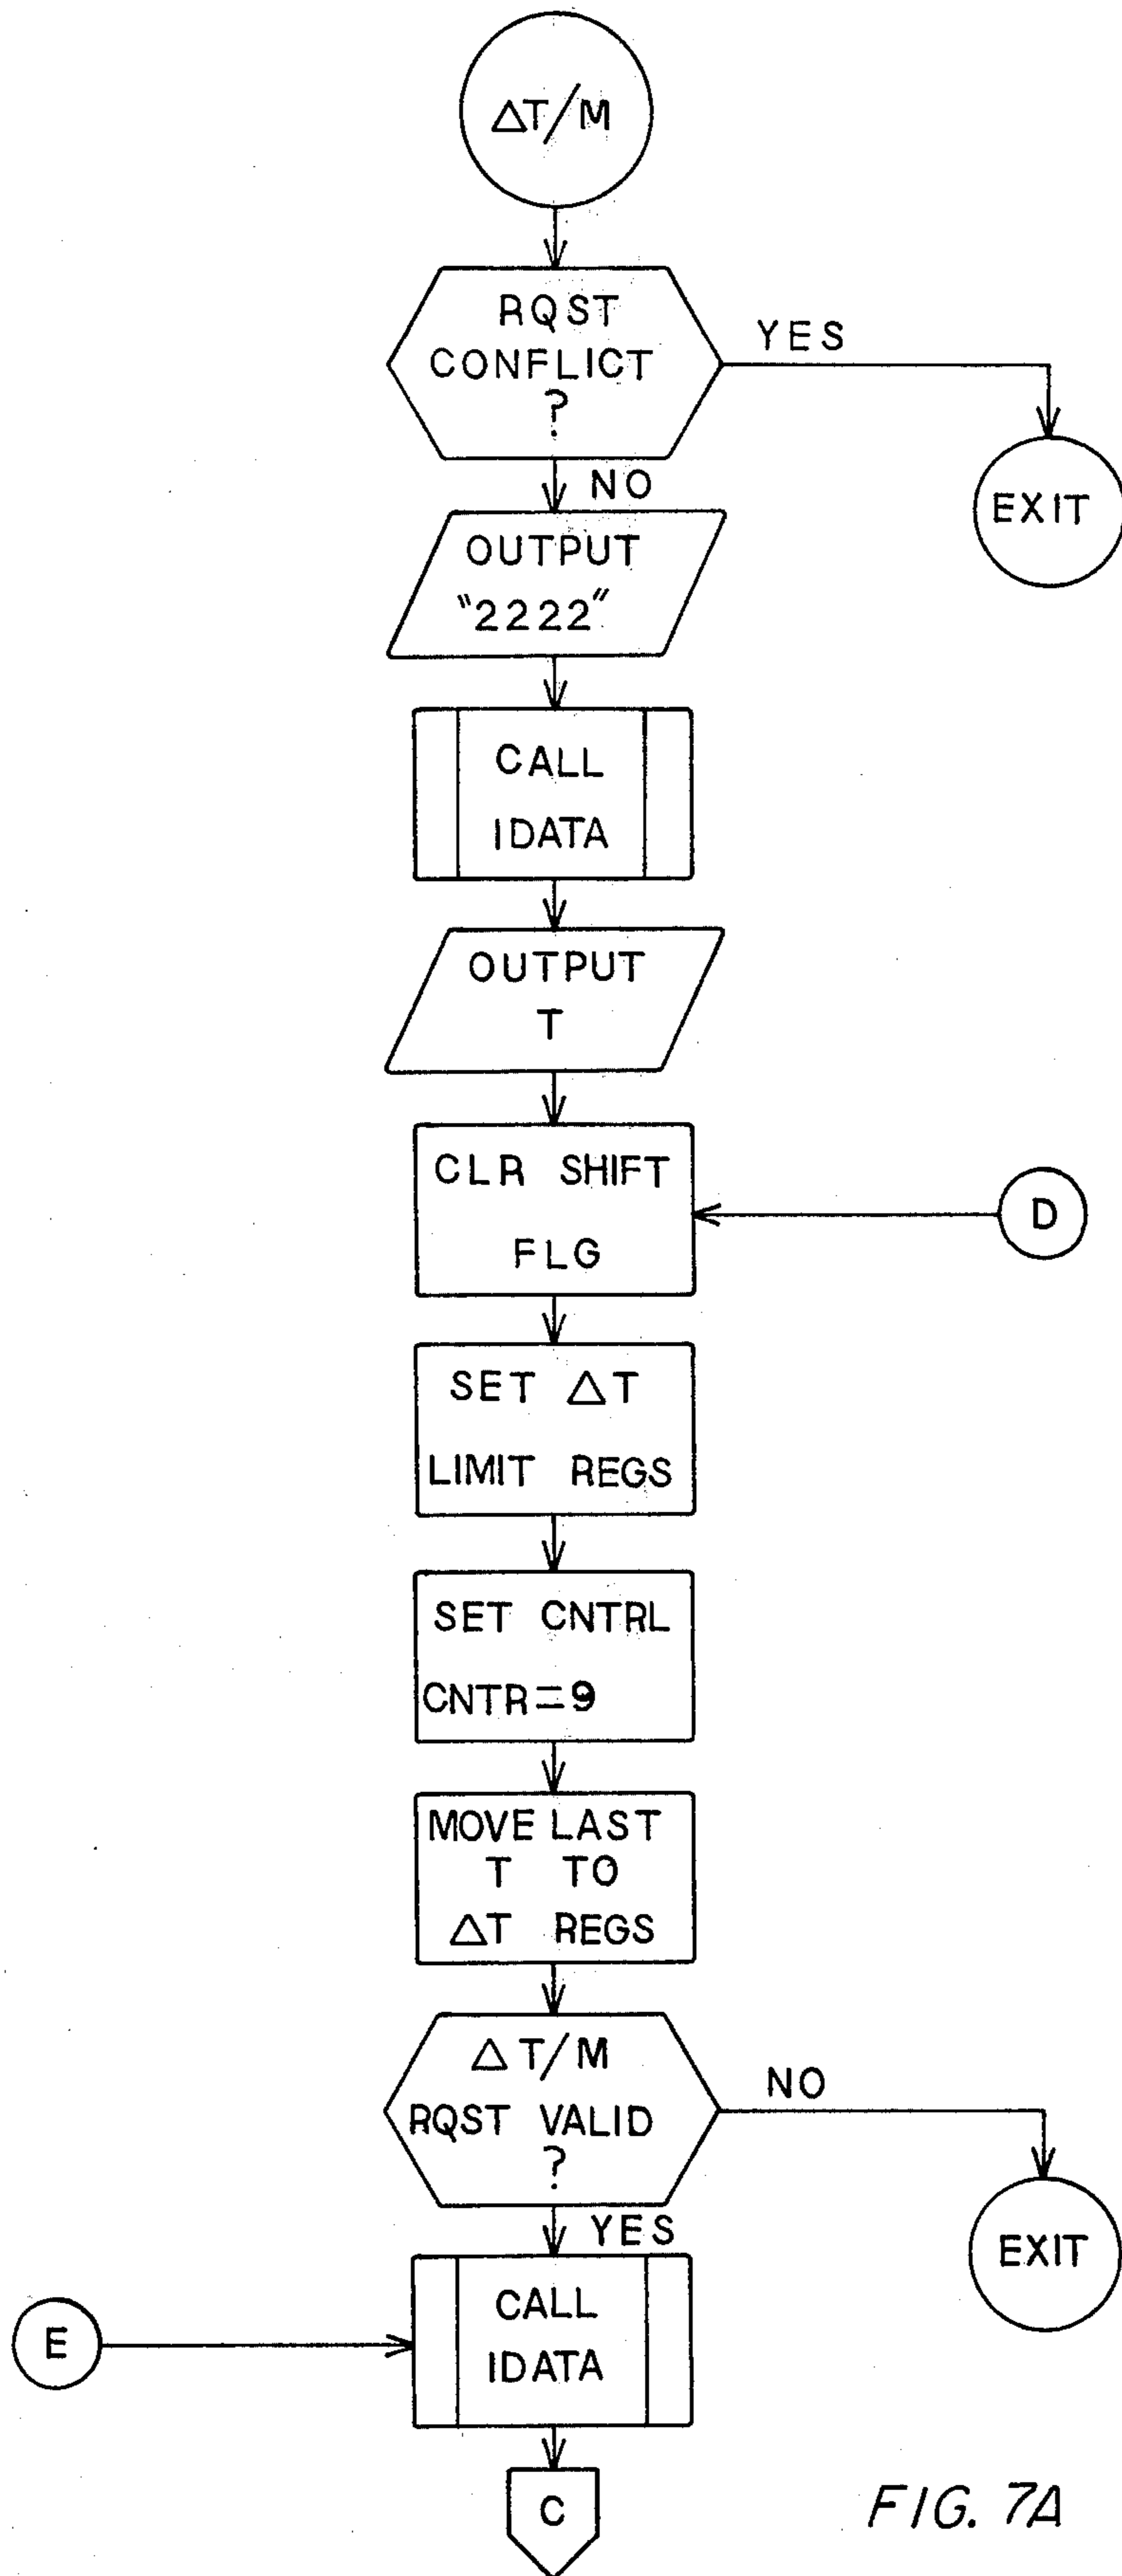 ΔT/M
RQST
CONFLICT
?
YES
EXIT
NO
OUTPUT
"2222"
CALL
IDATA
OUTPUT
T
CLR SHIFT
FLG
D
SET ΔT
LIMIT REGS
SET CNTRL
CNTR=9
MOVE LAST
T TO
ΔT REGS
ΔT/M
RQST VALID
?
NO
EXIT
YES
CALL
IDATA
E
C
FIG. 7A